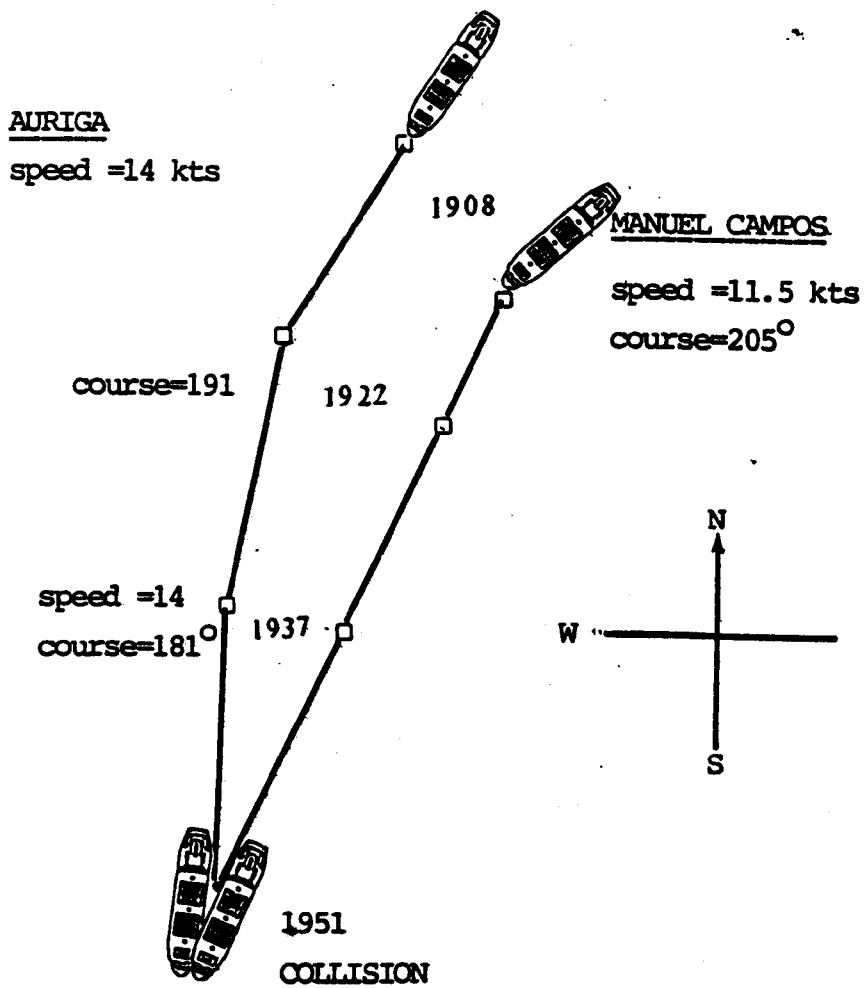 AURIGA
speed =14 kts
1908
MANUEL CAMPOS
speed =11.5 kts
course=205°
course=191
1922
N
speed =14
course=181°
1937
W
S
1951
COLLISION